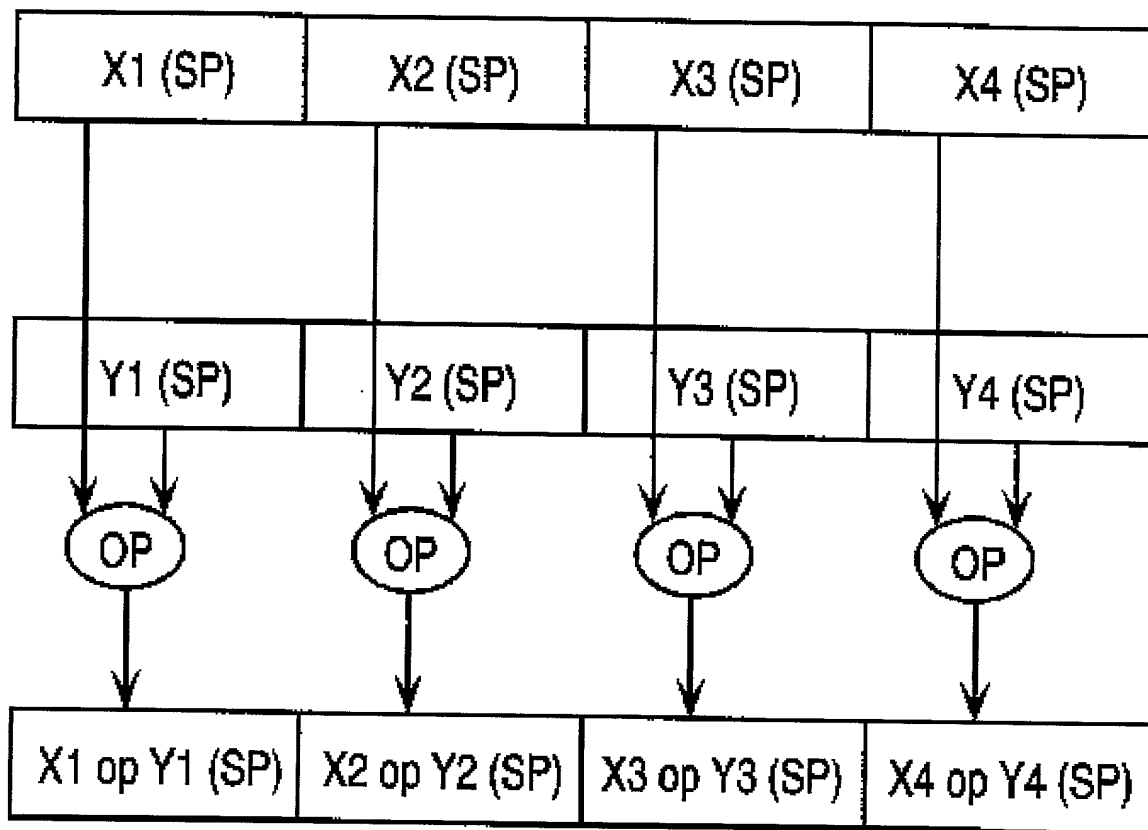 X1 (SP) X2 (SP) X3 (SP) X4 (SP)
Y1 (SP) Y2 (SP) Y3 (SP) Y4 (SP)
OP OP OP OP
X1 op Y1 (SP) X2 op Y2 (SP) X3 op Y3 (SP) X4 op Y4 (SP)